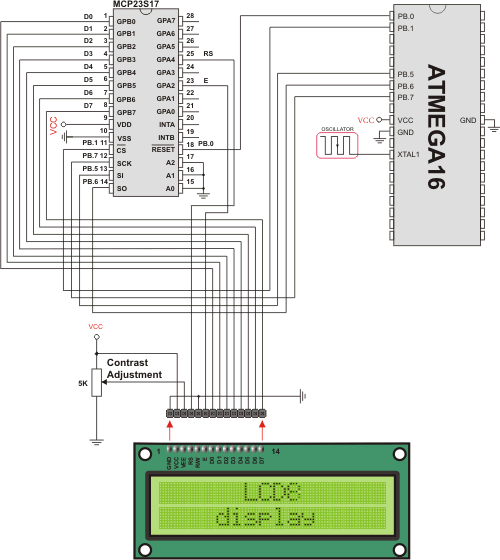 MCP23S17
D0 1 GPB0 GPA7 28
D1 2 GPB1 GPA6 27
D2 3 GPB2 GPA5 26
D3 4 GPB3 GPA4 25 RS
D4 5 GPB4 GPA3 24
D5 6 GPB5 GPA2 23 E
D6 7 GPB6 GPA1 22
D7 8 GPB7 GPA0 21
VCC 9 VDD INTA 20
10 VSS INTB 19
PB.1 11 CS RESET 18 PB.0
PB.7 12 SCK A2 17
PB.5 13 SI A1 16
PB.6 14 SO A0 15
PB.0
PB.1
PB.5
PB.6
PB.7
VCC VCC
GND GND
OSCILLATOR
XTAL1
ATMEGA16
VCC
Contrast
Adjustment
5K
1 14
GND VCC VEE RS R/W E D0 D1 D2 D3 D4 D5 D6 D7
LCD8
display